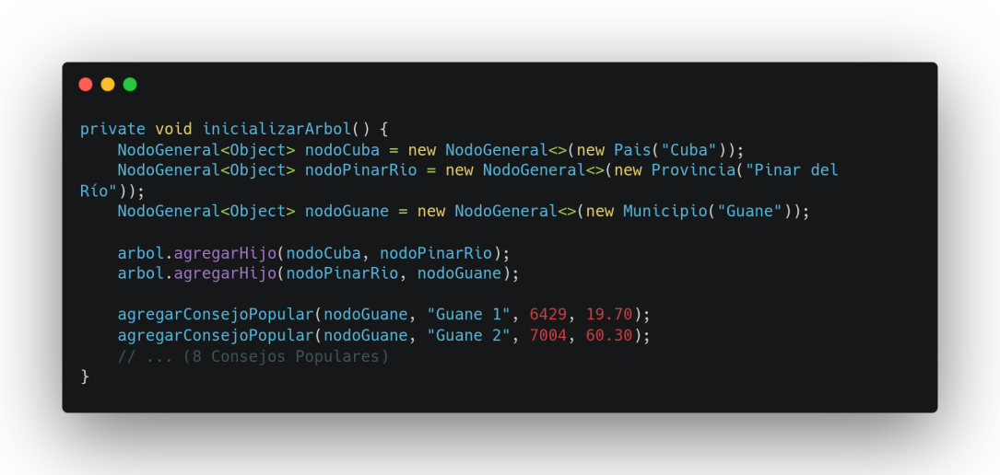 private void inicializarArbol() {
    NodoGeneral<Object> nodoCuba = new NodoGeneral<>(new Pais("Cuba"));
    NodoGeneral<Object> nodoPinarRio = new NodoGeneral<>(new Provincia("Pinar del
Río"));
    NodoGeneral<Object> nodoGuane = new NodoGeneral<>(new Municipio("Guane"));

    arbol.agregarHijo(nodoCuba, nodoPinarRio);
    arbol.agregarHijo(nodoPinarRio, nodoGuane);

    agregarConsejoPopular(nodoGuane, "Guane 1", 6429, 19.70);
    agregarConsejoPopular(nodoGuane, "Guane 2", 7004, 60.30);
    // ... (8 Consejos Populares)
}